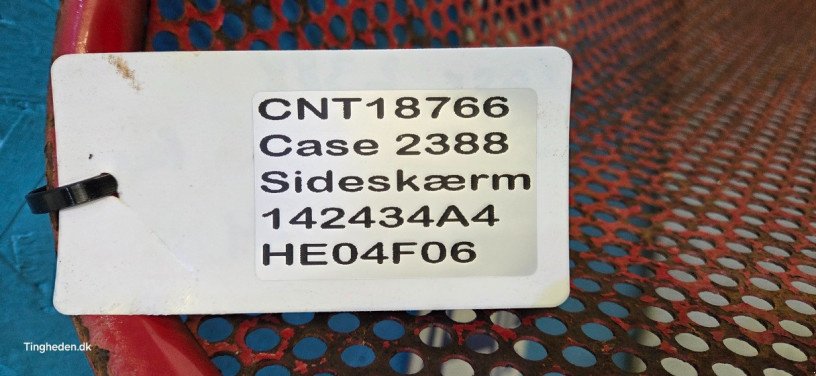 CNT18766
Case 2388
Sideskærm
142434A4
HE04F06
Tingheden.dk